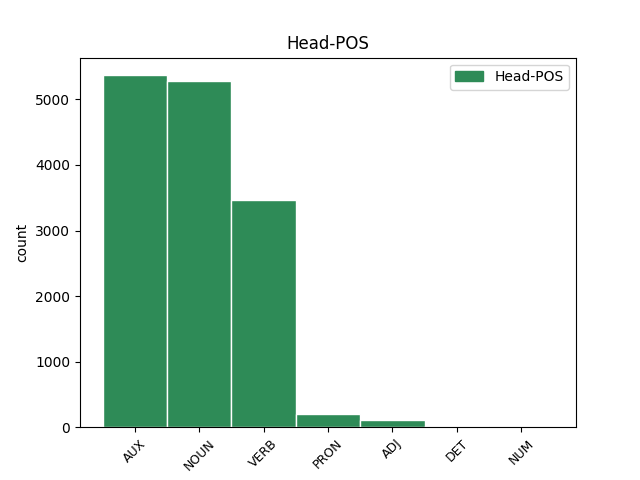 Head-POS
Head-POS
5000
4000
3000
2000
1000
0
count
AUX
NOUN
VERB
PRON
ADJ
DET
NUM